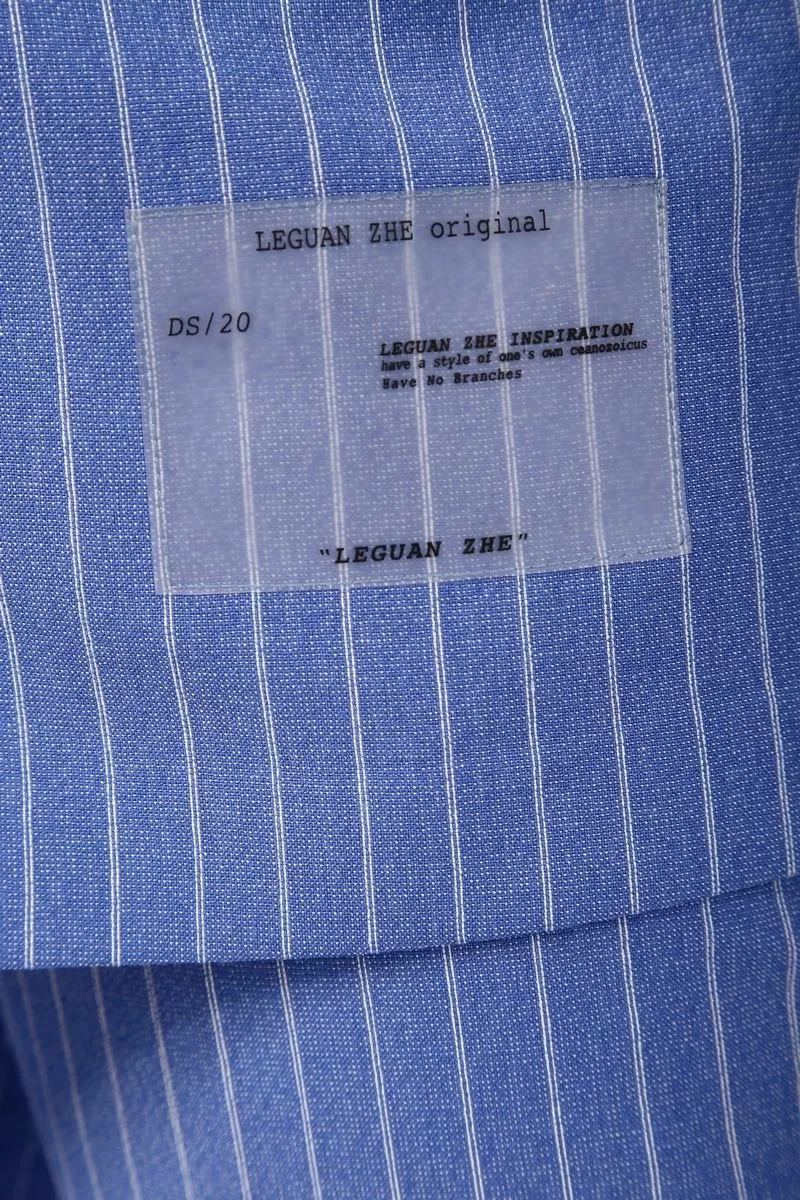 LEGUAN ZHE original
DS/20
LEGUAN ZHE INSPIRATION
have a style of one's own ceanozoicus
Have No Branches
"LEGUAN ZHE"